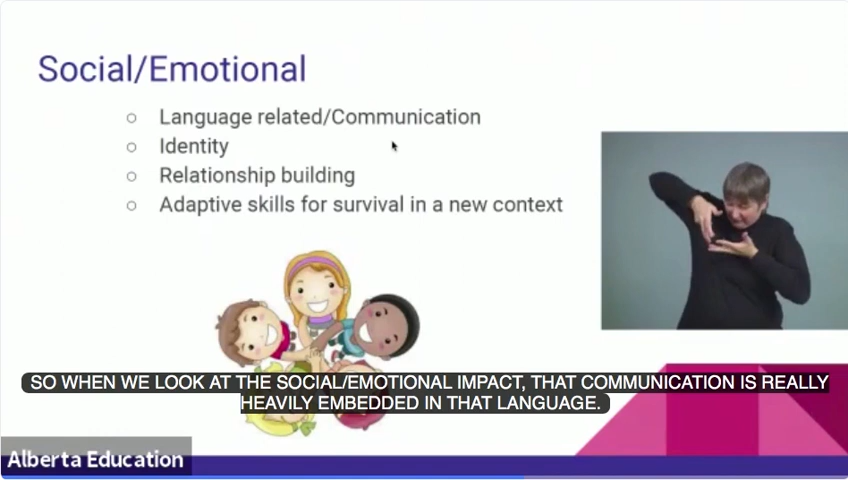 Social/Emotional
○ Language related/Communication
○ Identity
○ Relationship building
○ Adaptive skills for survival in a new context
SO WHEN WE LOOK AT THE SOCIAL/EMOTIONAL IMPACT, THAT COMMUNICATION IS REALLY
HEAVILY EMBEDDED IN THAT LANGUAGE.
Alberta Education